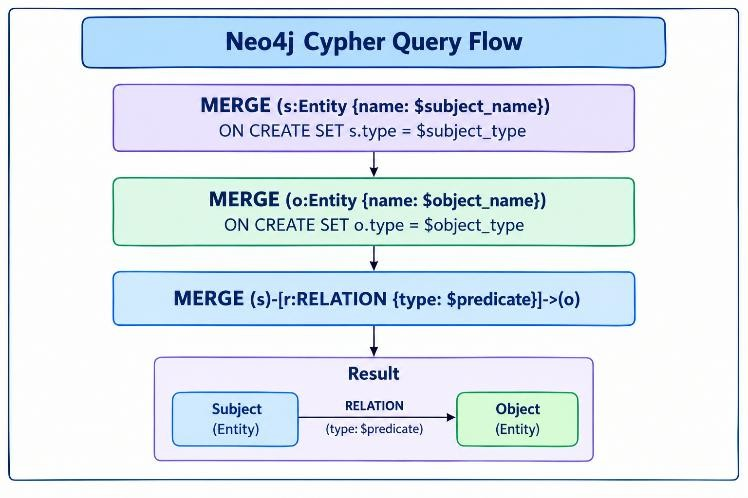 Neo4j Cypher Query Flow
MERGE (s:Entity {name: $subject_name})
ON CREATE SET s.type = $subject_type
MERGE (o:Entity {name: $object_name})
ON CREATE SET o.type = $object_type
MERGE (s)-[r:RELATION {type: $predicate}]->(o)
Result
Subject
(Entity)
RELATION
(type: $predicate)
Object
(Entity)